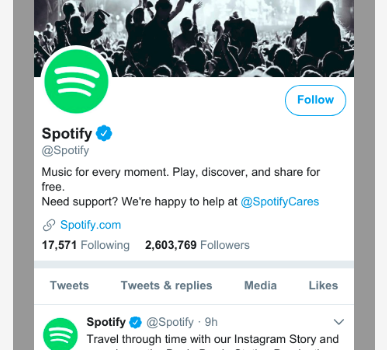 Follow
Spotify
@Spotify
Music for every moment. Play, discover, and share for
free.
Need support? We're happy to help at @SpotifyCares
Spotify.com
17,571 Following 2,603,769 Followers
Tweets Tweets & replies Media Likes
Spotify @Spotify · 9h
Travel through time with our Instagram Story and